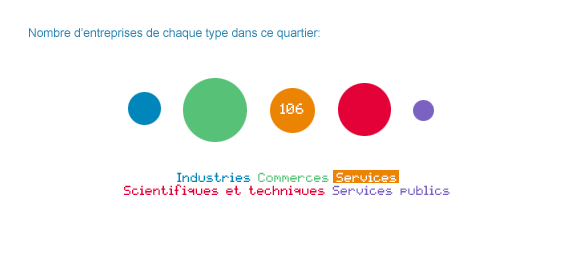 Nombre d'entreprises de chaque type dans ce quartier:
106
Industries Commerces Services
Scientifiques et techniques Services publics